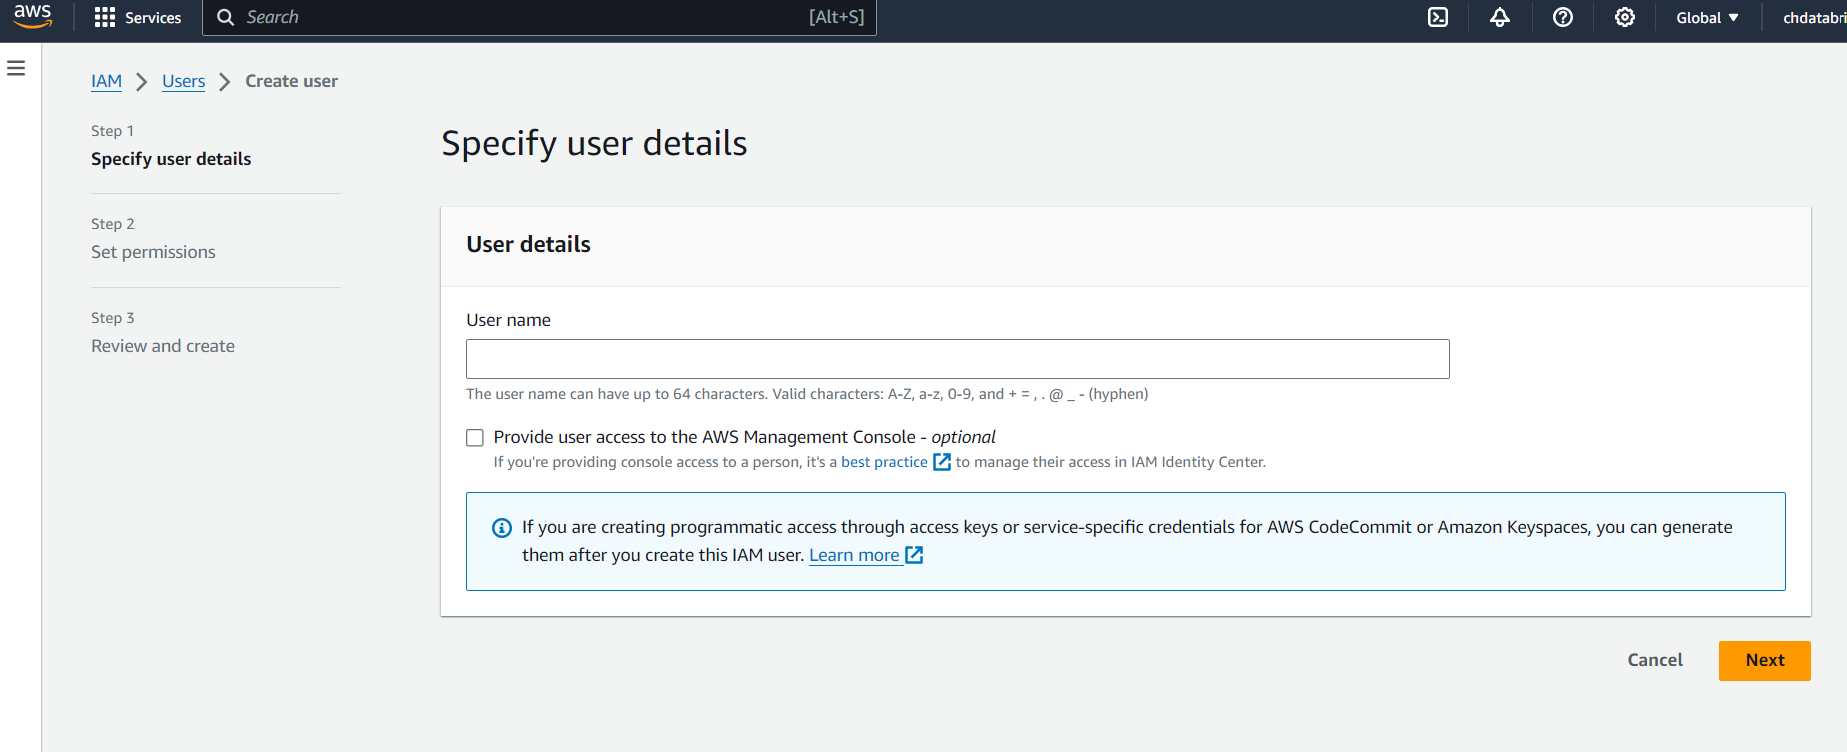 aws
Services
Search
[Alt+S]
Global
chdatabri
IAM > Users > Create user
Step 1
Specify user details
Step 2
Set permissions
Step 3
Review and create
Specify user details
User details
User name
The user name can have up to 64 characters. Valid characters: A-Z, a-z, 0-9, and + = , . @ _ - (hyphen)
Provide user access to the AWS Management Console - optional
If you're providing console access to a person, it's a best practice to manage their access in IAM Identity Center.
If you are creating programmatic access through access keys or service-specific credentials for AWS CodeCommit or Amazon Keyspaces, you can generate
them after you create this IAM user. Learn more
Cancel
Next